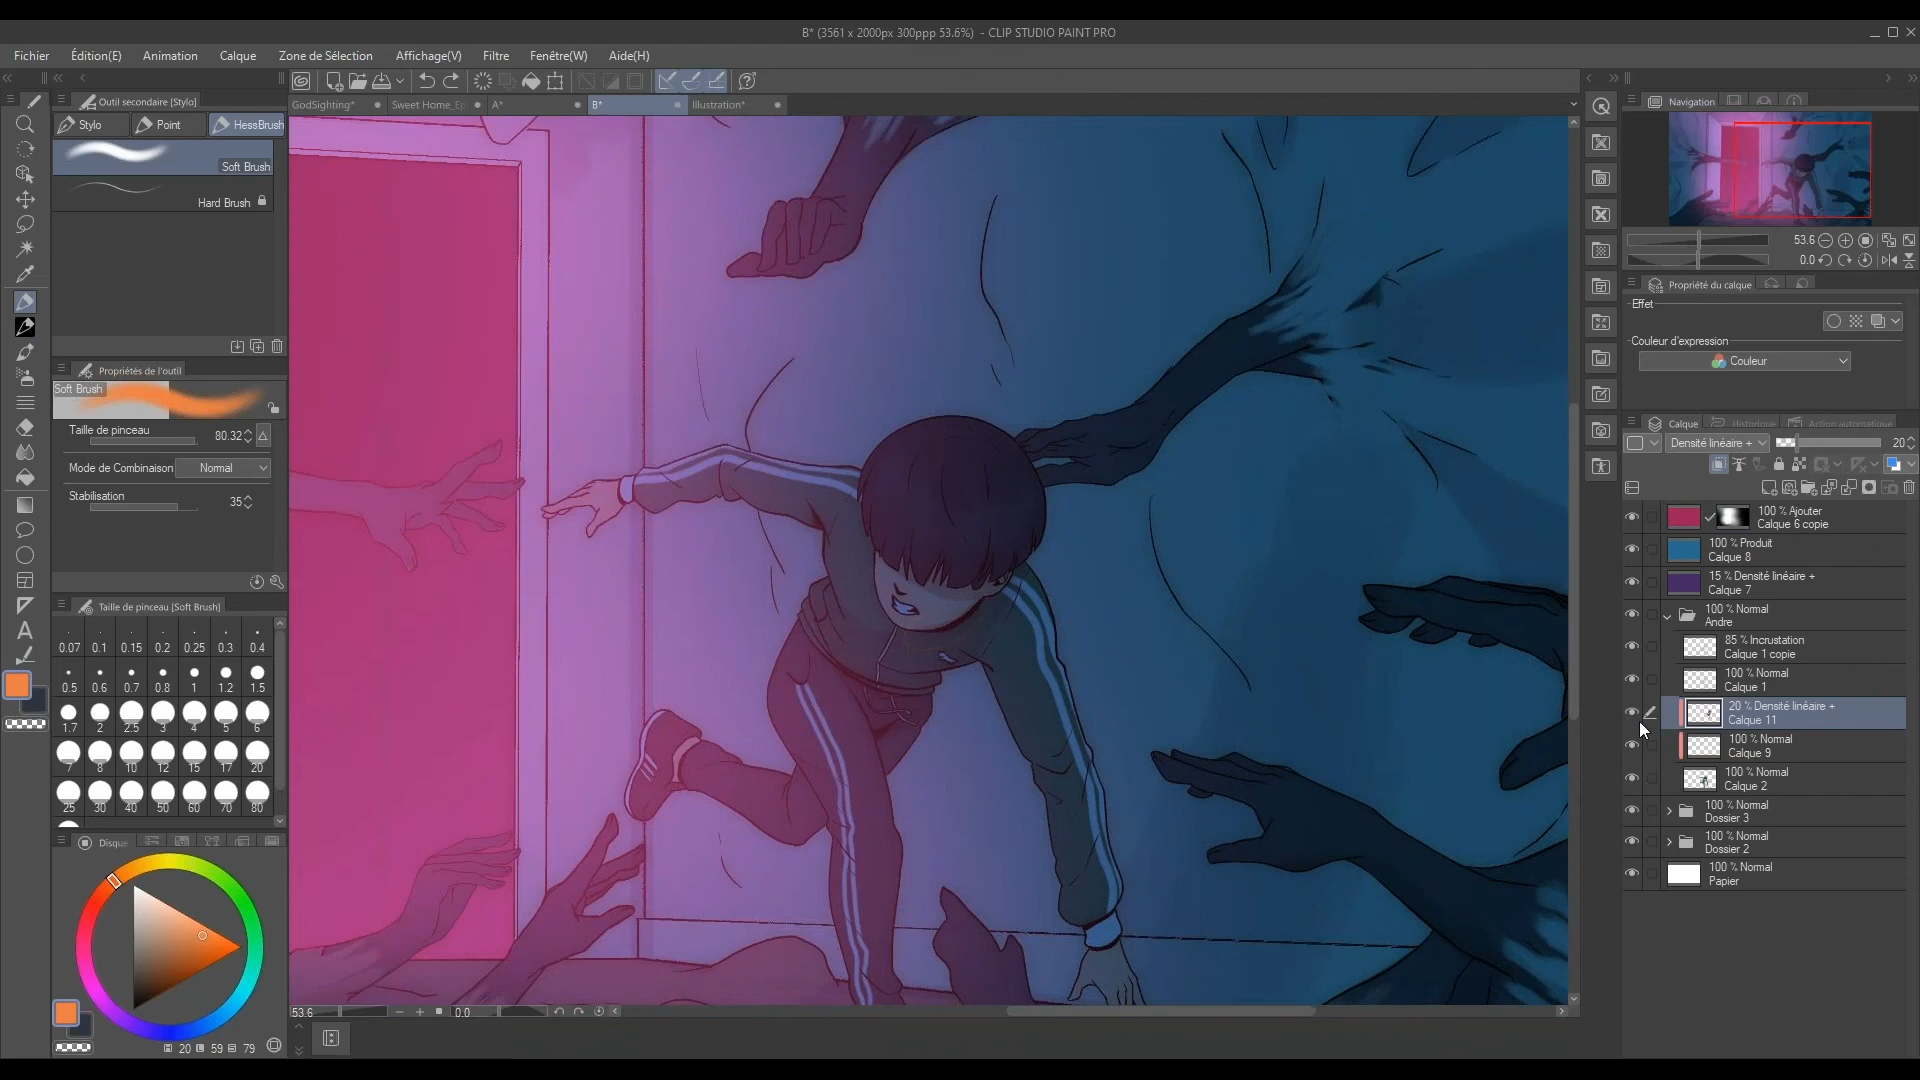 B* (3561 x 2000px 300ppp 53.6%) - CLIP STUDIO PAINT PRO
Fichier Édition(E) Animation Calque Zone de Sélection Affichage(V) Filtre Fenêtre(W) Aide(H)
Outil secondaire [Stylo]
GodSighting* Sweet Home_Ep A* B* Illustration*
Navigation
Stylo Point HessBrush
Soft Brush
Hard Brush
53.6
0.0
Propriété du calque
Effet
Couleur d'expression
Couleur
Propriétés de l'outil
Soft Brush
Taille de pinceau 80.32
Mode de Combinaison Normal
Stabilisation 35
Calque Historique Action automatique
Densité linéaire + 20
100 % Ajouter
Calque 6 copie
100 % Produit
Calque 8
15 % Densité linéaire +
Calque 7
100 % Normal
Andre
85 % Incrustation
Calque 1 copie
100 % Normal
Calque 1
20 % Densité linéaire +
Calque 11
100 % Normal
Calque 9
100 % Normal
Calque 2
100 % Normal
Dossier 3
100 % Normal
Dossier 2
100 % Normal
Papier
Taille de pinceau [Soft Brush]
0.07 0.1 0.15 0.2 0.25 0.3 0.4
0.5 0.6 0.7 0.8 1 1.2 1.5
1.7 2 2.5 3 4 5 6
7 8 10 12 15 17 20
25 30 40 50 60 70 80
Disque
20 59 79
53.6 0.0